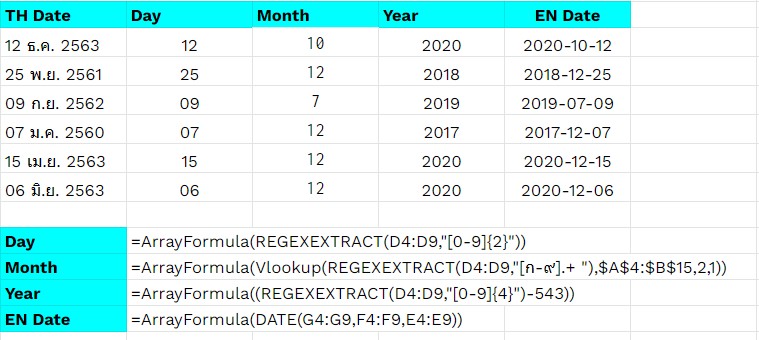 TH Date Day Month Year EN Date
12 ธ.ค. 2563 12 10 2020 2020-10-12
25 พ.ย. 2561 25 12 2018 2018-12-25
09 ก.ย. 2562 09 7 2019 2019-07-09
07 ม.ค. 2560 07 12 2017 2017-12-07
15 เม.ย. 2563 15 12 2020 2020-12-15
06 มิ.ย. 2563 06 12 2020 2020-12-06
Day =ArrayFormula(REGEXEXTRACT(D4:D9,"[0-9]{2}"))
Month =ArrayFormula(Vlookup(REGEXEXTRACT(D4:D9,"[ก-๙].+ "),$A$4:$B$15,2,1))
Year =ArrayFormula((REGEXEXTRACT(D4:D9,"[0-9]{4}")-543))
EN Date =ArrayFormula(DATE(G4:G9,F4:F9,E4:E9))